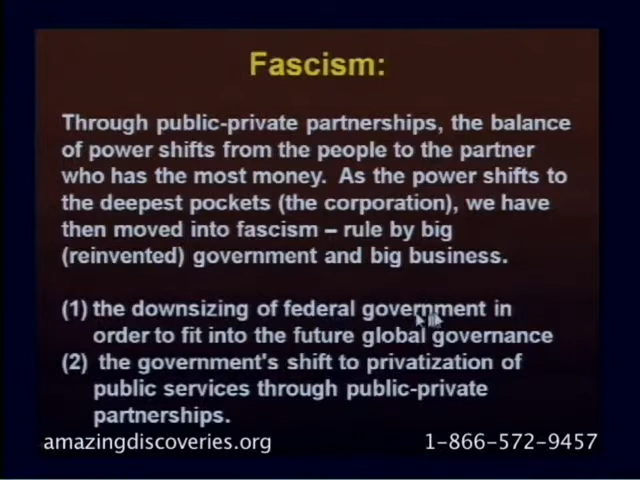 Fascism:
Through public-private partnerships, the balance
of power shifts from the people to the partner
who has the most money.  As the power shifts to
the deepest pockets (the corporation), we have
then moved into fascism – rule by big
(reinvented) government and big business.
(1) the downsizing of federal government in
order to fit into the future global governance
(2)  the government's shift to privatization of
public services through public-private
partnerships.
amazingdiscoveries.org
1-866-572-9457